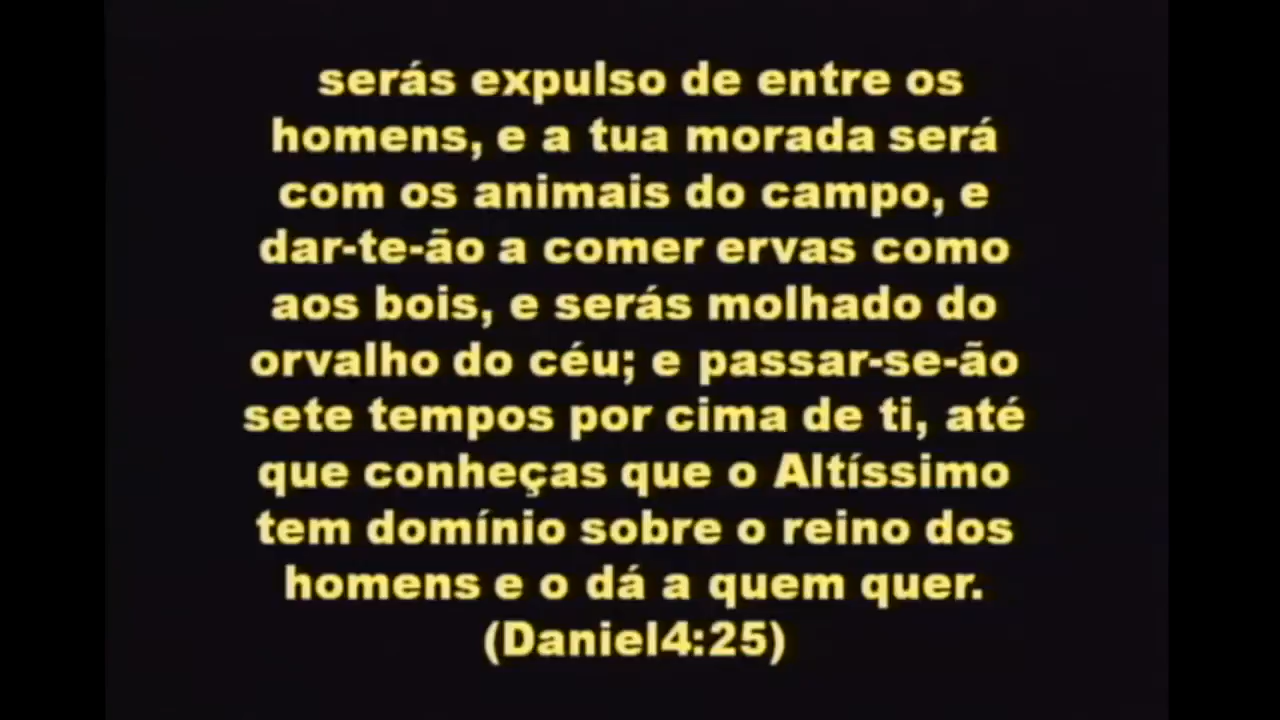 serás expulso de entre os
homens, e a tua morada será
com os animais do campo, e
dar-te-ão a comer ervas como
aos bois, e serás molhado do
orvalho do céu; e passar-se-ão
sete tempos por cima de ti, até
que conheças que o Altíssimo
tem domínio sobre o reino dos
homens e o dá a quem quer.
(Daniel4:25)